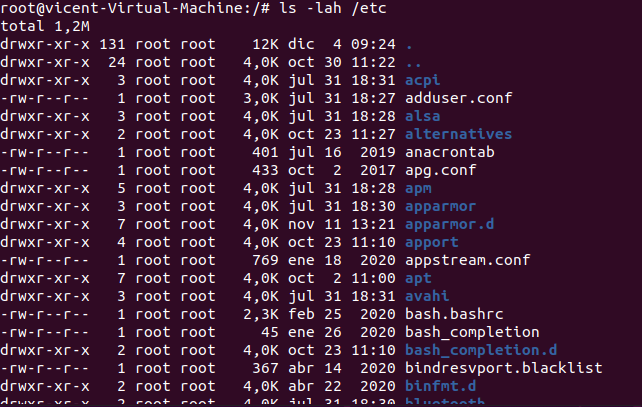 root@vicent-Virtual-Machine:/# ls -lah /etc
total 1,2M
drwxr-xr-x 131 root root    12K dic  4 09:24 .
drwxr-xr-x  24 root root   4,0K oct 30 11:22 ..
drwxr-xr-x   3 root root   4,0K jul 31 18:31 acpi
-rw-r--r--   1 root root   3,0K jul 31 18:27 adduser.conf
drwxr-xr-x   3 root root   4,0K jul 31 18:28 alsa
drwxr-xr-x   2 root root   4,0K oct 23 11:27 alternatives
-rw-r--r--   1 root root    401 jul 16  2019 anacrontab
-rw-r--r--   1 root root    433 oct  2  2017 apg.conf
drwxr-xr-x   5 root root   4,0K jul 31 18:28 apm
drwxr-xr-x   3 root root   4,0K jul 31 18:30 apparmor
drwxr-xr-x   7 root root   4,0K nov 11 13:21 apparmor.d
drwxr-xr-x   4 root root   4,0K oct 23 11:10 apport
-rw-r--r--   1 root root    769 ene 18  2020 appstream.conf
drwxr-xr-x   7 root root   4,0K oct  2 11:00 apt
drwxr-xr-x   3 root root   4,0K jul 31 18:31 avahi
-rw-r--r--   1 root root   2,3K feb 25  2020 bash.bashrc
-rw-r--r--   1 root root     45 ene 26  2020 bash_completion
drwxr-xr-x   2 root root   4,0K oct 23 11:10 bash_completion.d
-rw-r--r--   1 root root    367 abr 14  2020 bindresvport.blacklist
drwxr-xr-x   2 root root   4,0K abr 22  2020 binfmt.d
drwxr-xr-x   2 root root   4,0K jul 31 18:30 bluetooth